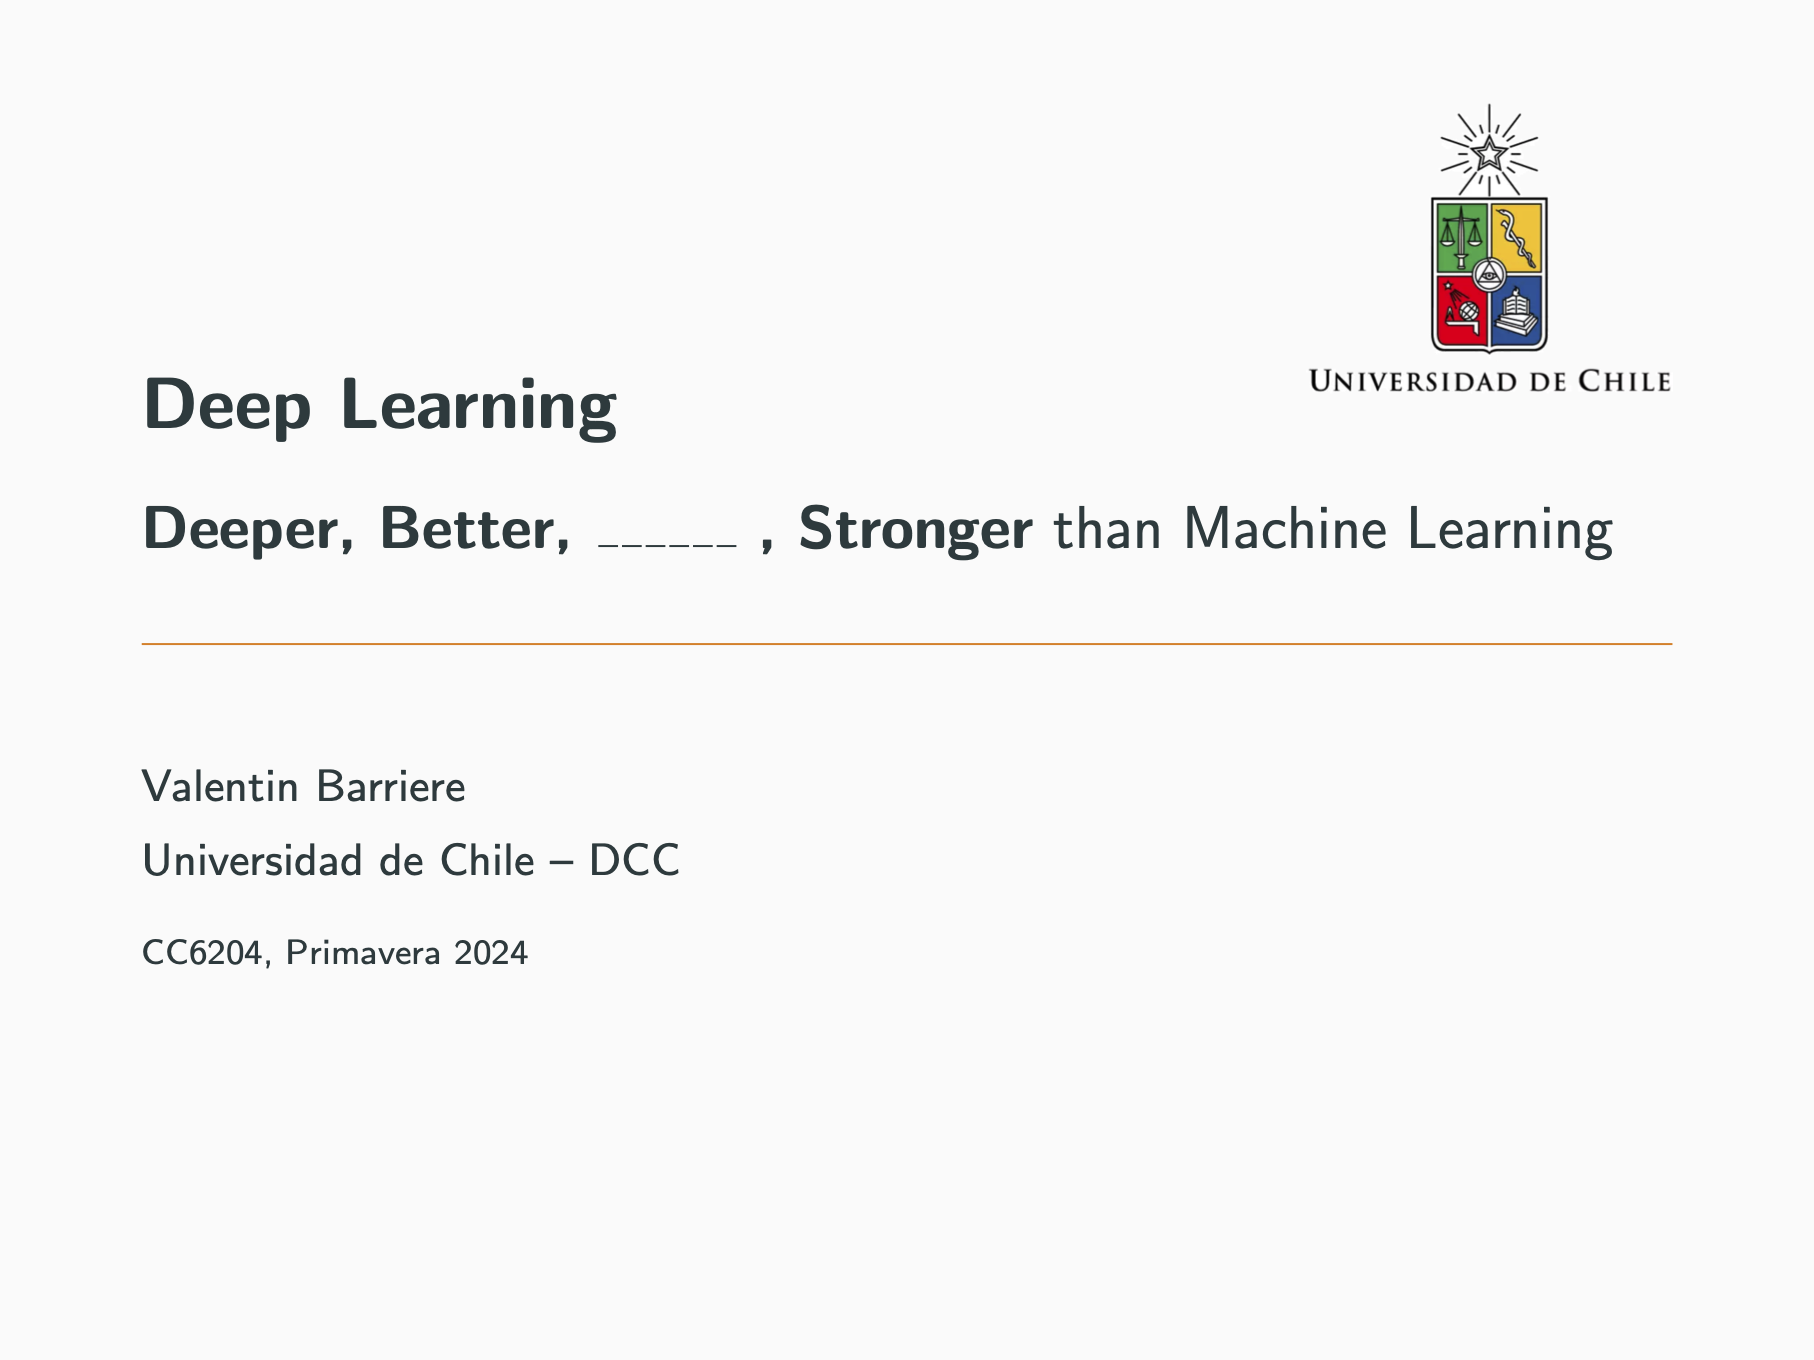 UNIVERSIDAD DE CHILE
Deep Learning
Deeper, Better, ______ , Stronger than Machine Learning
Valentin Barriere
Universidad de Chile – DCC
CC6204, Primavera 2024